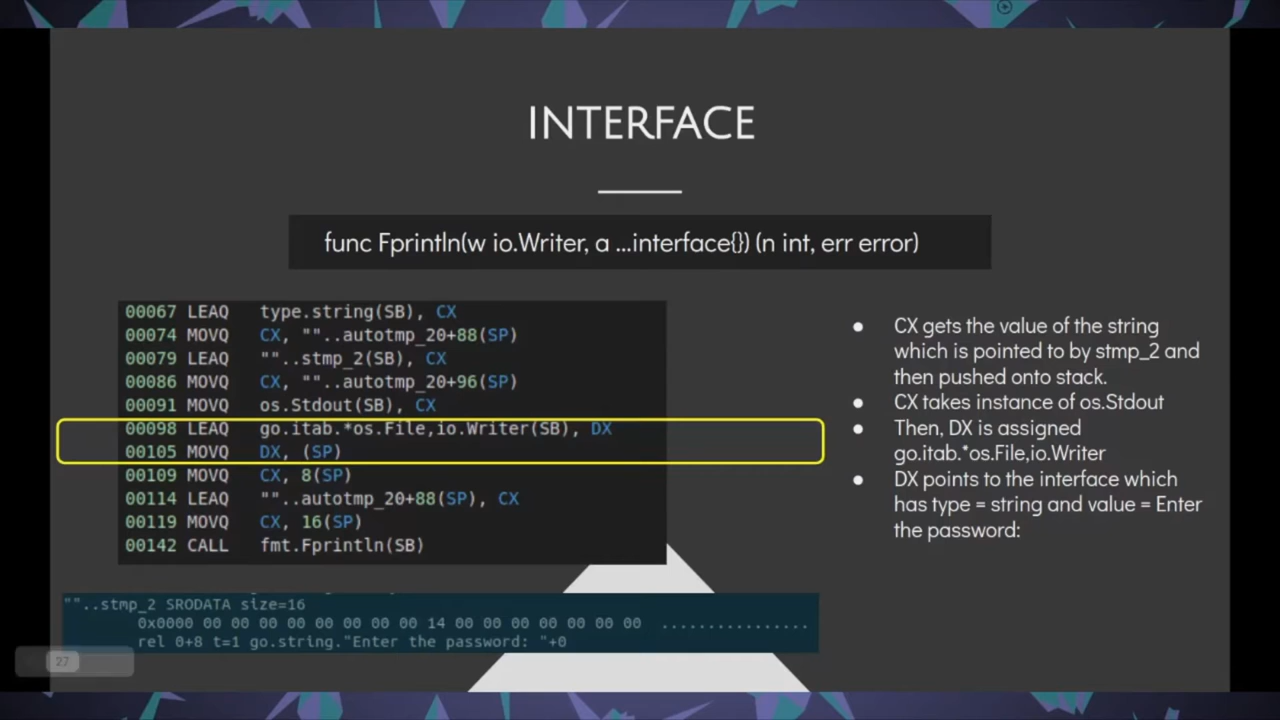 INTERFACE
func Fprintln(w io.Writer, a ...interface{}) (n int, err error)
00067 LEAQ type.string(SB), CX
00074 MOVQ CX, ""..autotmp_20+88(SP)
00079 LEAQ ""..stmp_2(SB), CX
00086 MOVQ CX, ""..autotmp_20+96(SP)
00091 MOVQ os.Stdout(SB), CX
00098 LEAQ go.itab.*os.File,io.Writer(SB), DX
00105 MOVQ DX, (SP)
00109 MOVQ CX, 8(SP)
00114 LEAQ ""..autotmp_20+88(SP), CX
00119 MOVQ CX, 16(SP)
00142 CALL fmt.Fprintln(SB)
● CX gets the value of the string
which is pointed to by stmp_2 and
then pushed onto stack.
● CX takes instance of os.Stdout
● Then, DX is assigned
go.itab.*os.File,io.Writer
● DX points to the interface which
has type = string and value = Enter
the password:
""..stmp_2 SRODATA size=16
0x0000 00 00 00 00 00 00 00 00 14 00 00 00 00 00 00 00 ................
rel 0+8 t=1 go.string."Enter the password: "+0
27